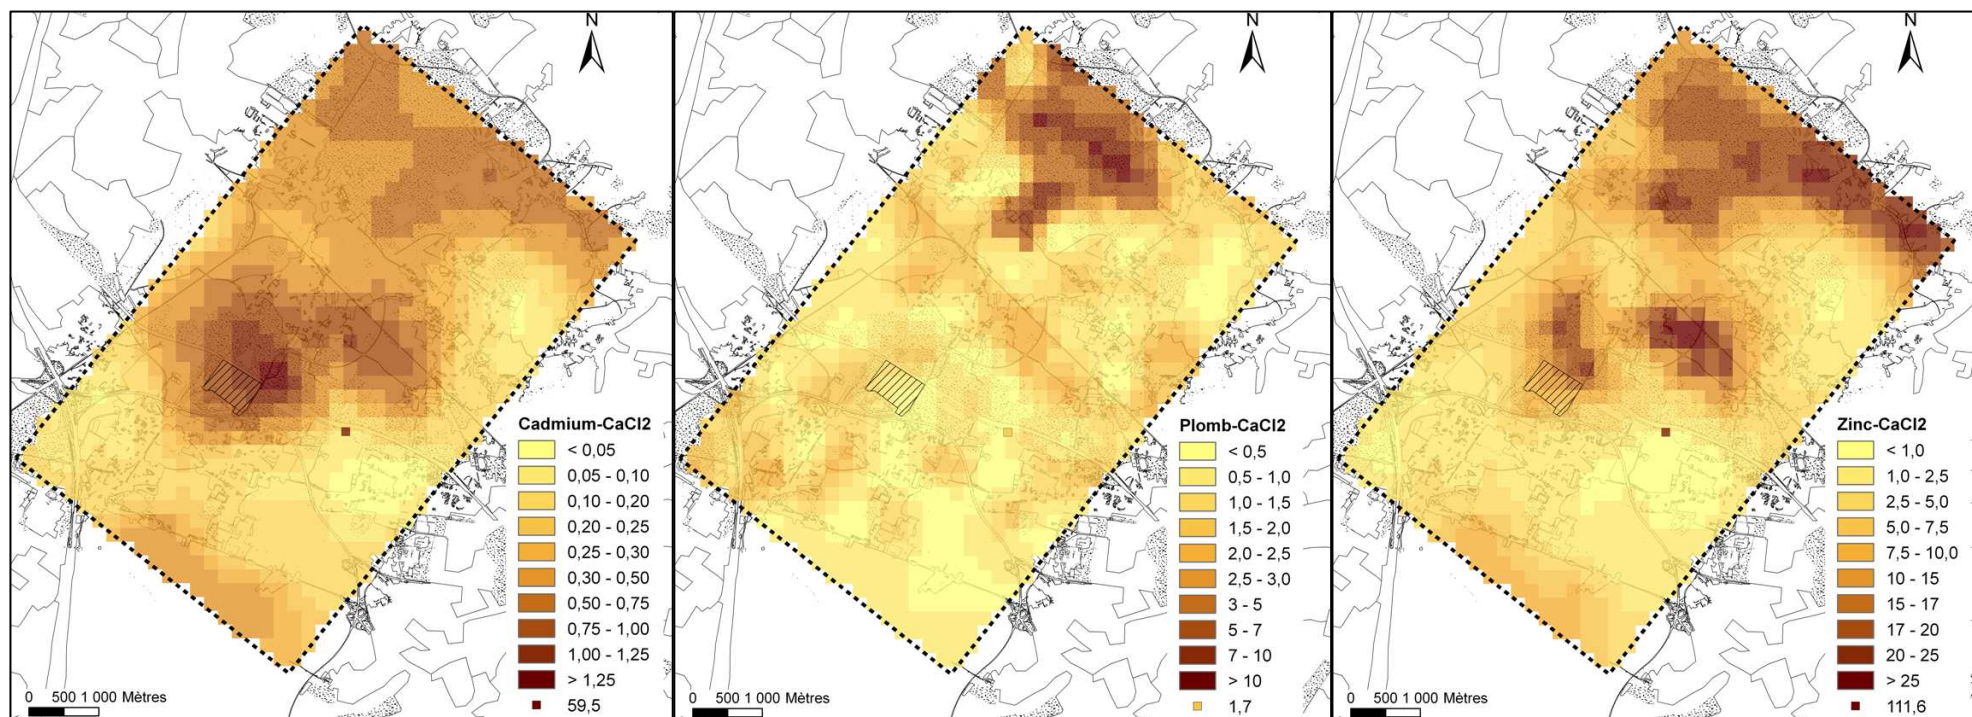 N
Cadmium-CaCl2
< 0,05
0,05 - 0,10
0,10 - 0,20
0,20 - 0,25
0,25 - 0,30
0,30 - 0,50
0,50 - 0,75
0,75 - 1,00
1,00 - 1,25
> 1,25
59,5
0 500 1 000 Mètres
N
Plomb-CaCl2
< 0,5
0,5 - 1,0
1,0 - 1,5
1,5 - 2,0
2,0 - 2,5
2,5 - 3,0
3 - 5
5 - 7
7 - 10
> 10
1,7
0 500 1 000 Mètres
N
Zinc-CaCl2
< 1,0
1,0 - 2,5
2,5 - 5,0
5,0 - 7,5
7,5 - 10,0
10 - 15
15 - 17
17 - 20
20 - 25
> 25
111,6
0 500 1 000 Mètres